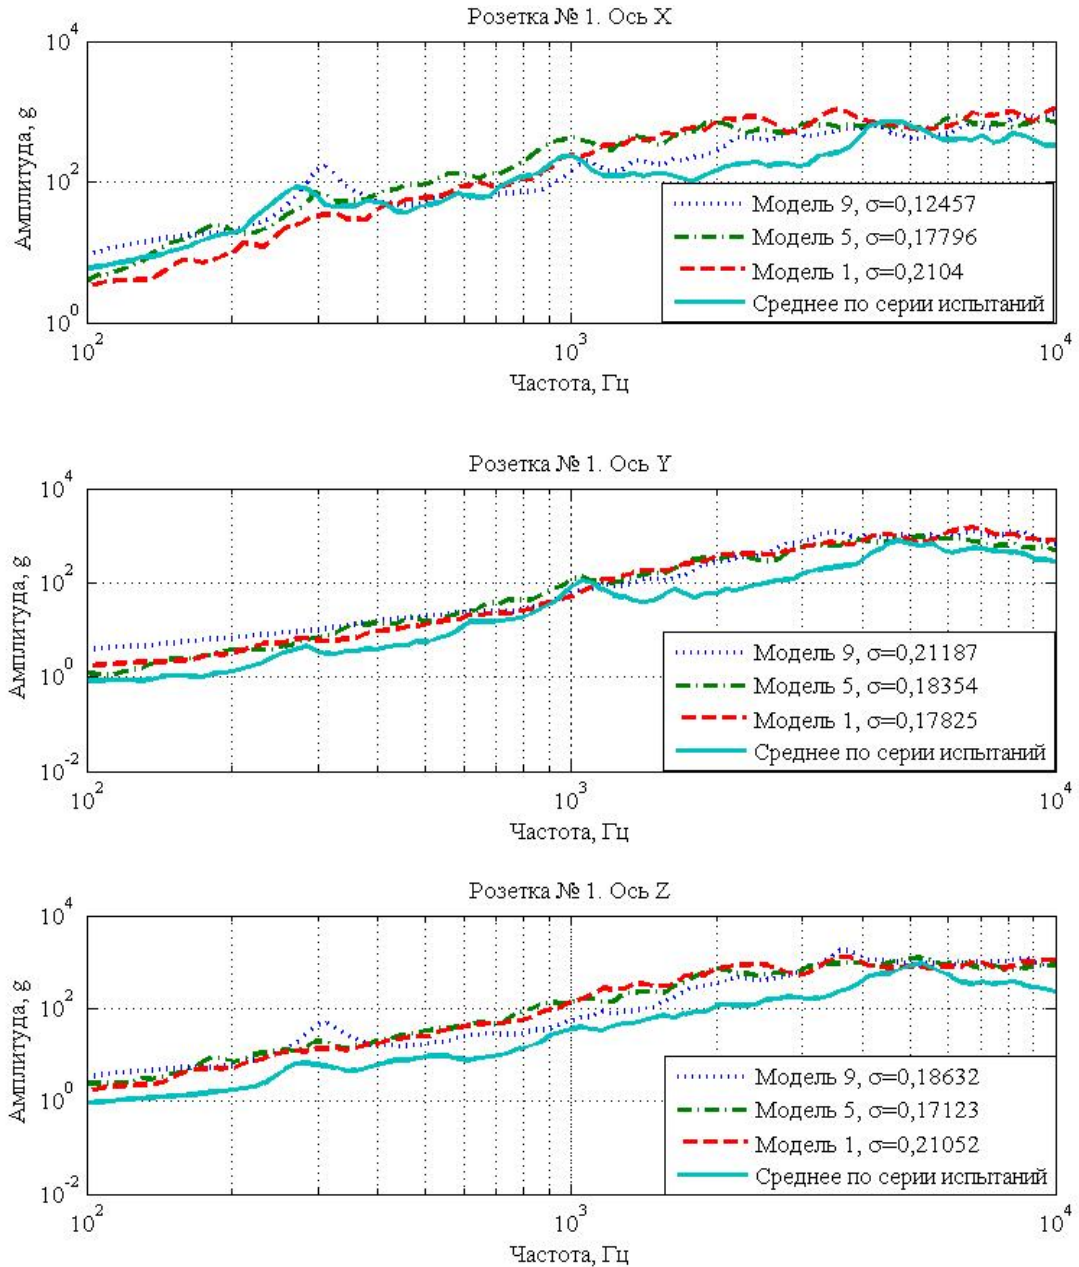 Розетка № 1. Ось X
10^4
10^2
10^0
Амплитуда, g
Модель 9, σ=0,12457
Модель 5, σ=0,17796
Модель 1, σ=0,2104
Среднее по серии испытаний
10^2 10^3 10^4
Частота, Гц
Розетка № 1. Ось Y
10^4
10^2
10^0
10^-2
Амплитуда, g
Модель 9, σ=0,21187
Модель 5, σ=0,18354
Модель 1, σ=0,17825
Среднее по серии испытаний
10^2 10^3 10^4
Частота, Гц
Розетка № 1. Ось Z
10^4
10^2
10^0
10^-2
Амплитуда, g
Модель 9, σ=0,18632
Модель 5, σ=0,17123
Модель 1, σ=0,21052
Среднее по серии испытаний
10^2 10^3 10^4
Частота, Гц